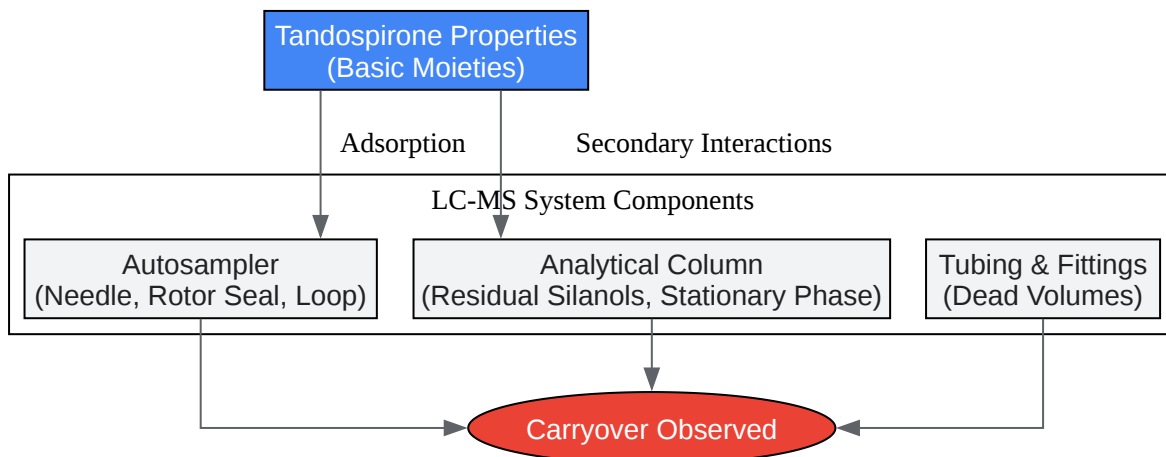 Tandospirone Properties
(Basic Moieties)
Adsorption
Secondary Interactions
LC-MS System Components
Autosampler
(Needle, Rotor Seal, Loop)
Analytical Column
(Residual Silanols, Stationary Phase)
Tubing & Fittings
(Dead Volumes)
Carryover Observed